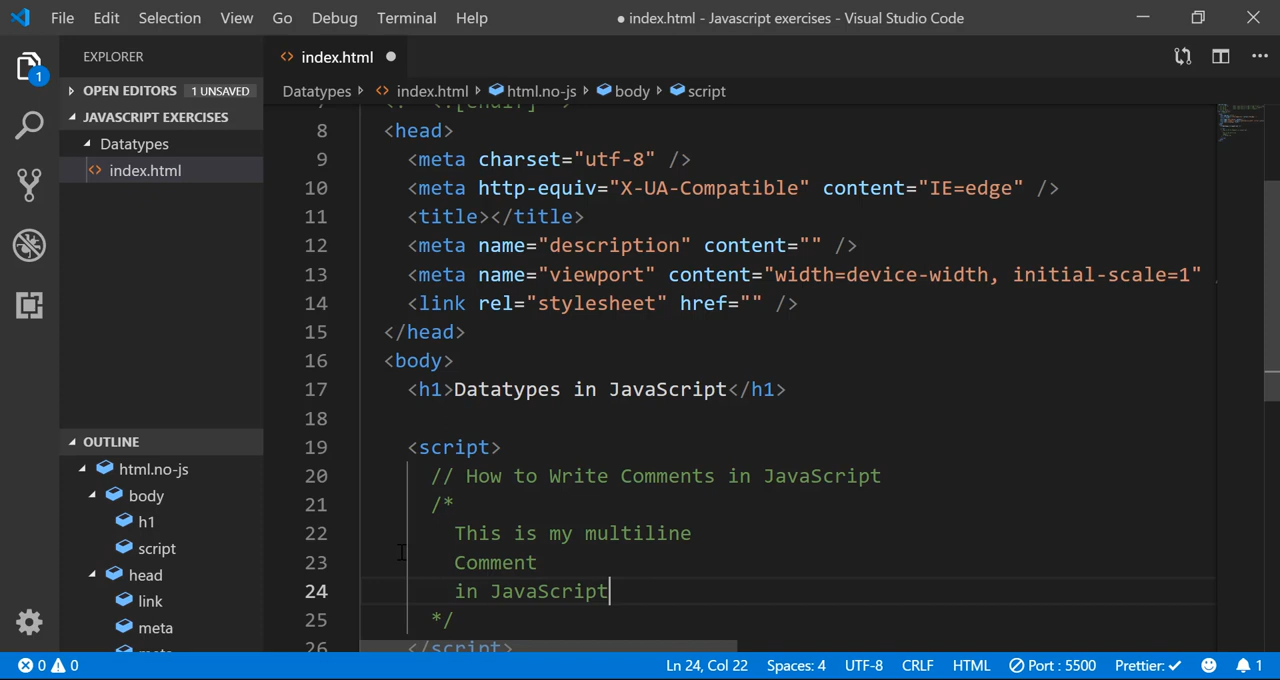 File Edit Selection View Go Debug Terminal Help ● index.html - Javascript exercises - Visual Studio Code
EXPLORER
OPEN EDITORS 1 UNSAVED
JAVASCRIPT EXERCISES
Datatypes
index.html
OUTLINE
html.no-js
body
h1
script
head
link
meta
index.html
Datatypes index.html html.no-js body script
8 <head>
9 <meta charset="utf-8" />
10 <meta http-equiv="X-UA-Compatible" content="IE=edge" />
11 <title></title>
12 <meta name="description" content="" />
13 <meta name="viewport" content="width=device-width, initial-scale=1"
14 <link rel="stylesheet" href="" />
15 </head>
16 <body>
17 <h1>Datatypes in JavaScript</h1>
18
19 <script>
20 // How to Write Comments in JavaScript
21 /*
22 This is my multiline
23 Comment
24 in JavaScript
25 */
26 </script>
0 0 Ln 24, Col 22 Spaces: 4 UTF-8 CRLF HTML Port : 5500 Prettier: ✓ 1